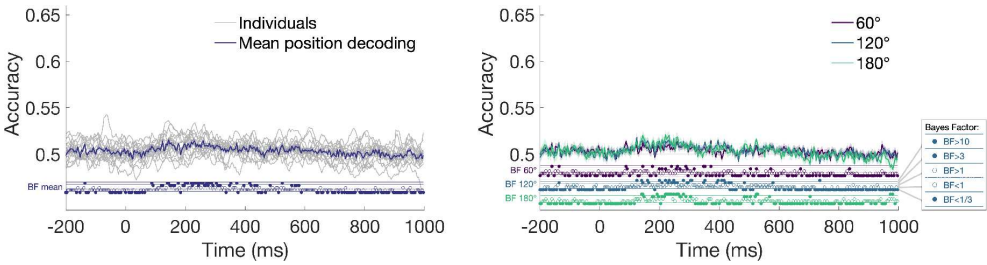 Accuracy
0.65
0.6
0.55
0.5
Individuals
Mean position decoding
BF mean
-200 0 200 400 600 800 1000
Time (ms)
Accuracy
0.65
0.6
0.55
0.5
60°
120°
180°
BF 60°
BF 120°
BF 180°
-200 0 200 400 600 800 1000
Time (ms)
Bayes Factor:
BF>10
BF>3
BF>1
BF<1
BF<1/3